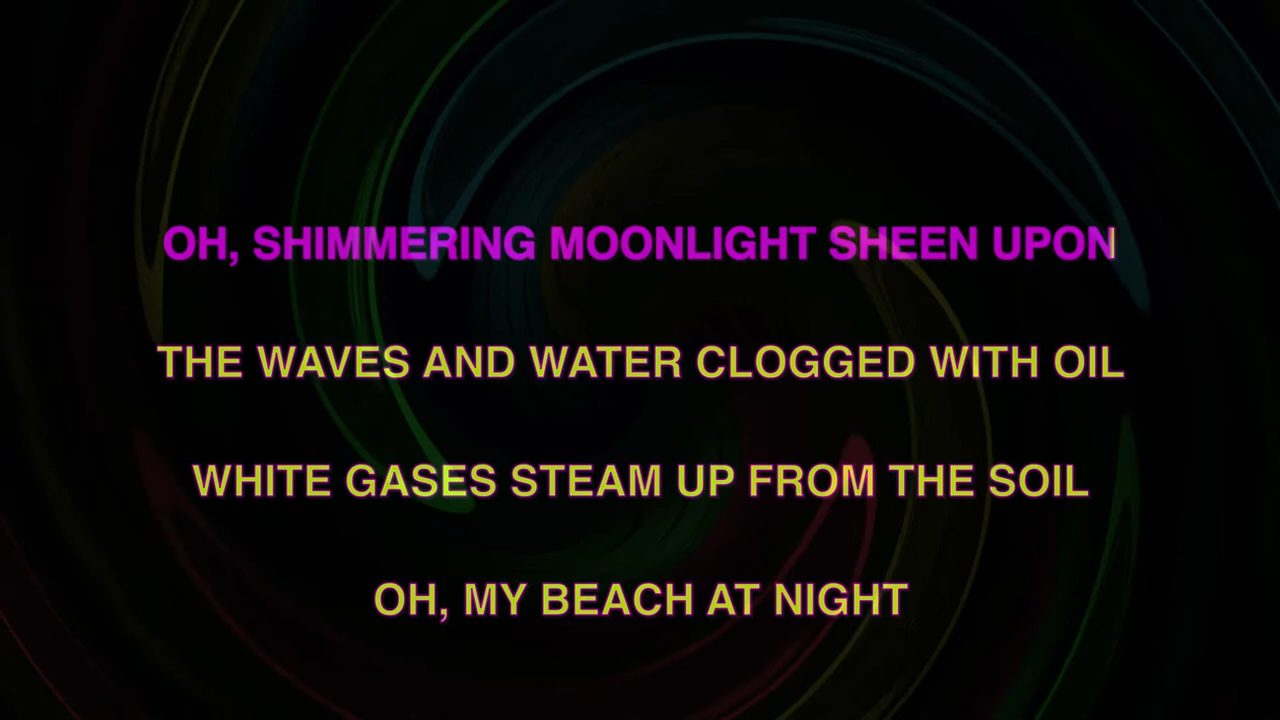 OH, SHIMMERING MOONLIGHT SHEEN UPON
THE WAVES AND WATER CLOGGED WITH OIL
WHITE GASES STEAM UP FROM THE SOIL
OH, MY BEACH AT NIGHT